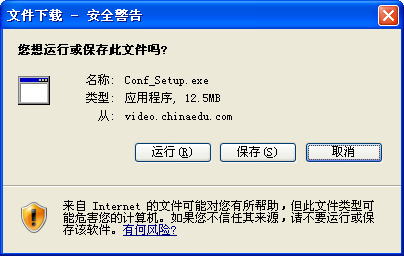 文件下载 - 安全警告
您想运行或保存此文件吗?
名称: Conf_Setup.exe
类型: 应用程序, 12.5MB
从: video.chinaedu.com
运行(R) 保存(S) 取消
来自 Internet 的文件可能对您有所帮助,但此文件类型可
能危害您的计算机。如果您不信任其来源,请不要运行或保
存该软件。有何风险?